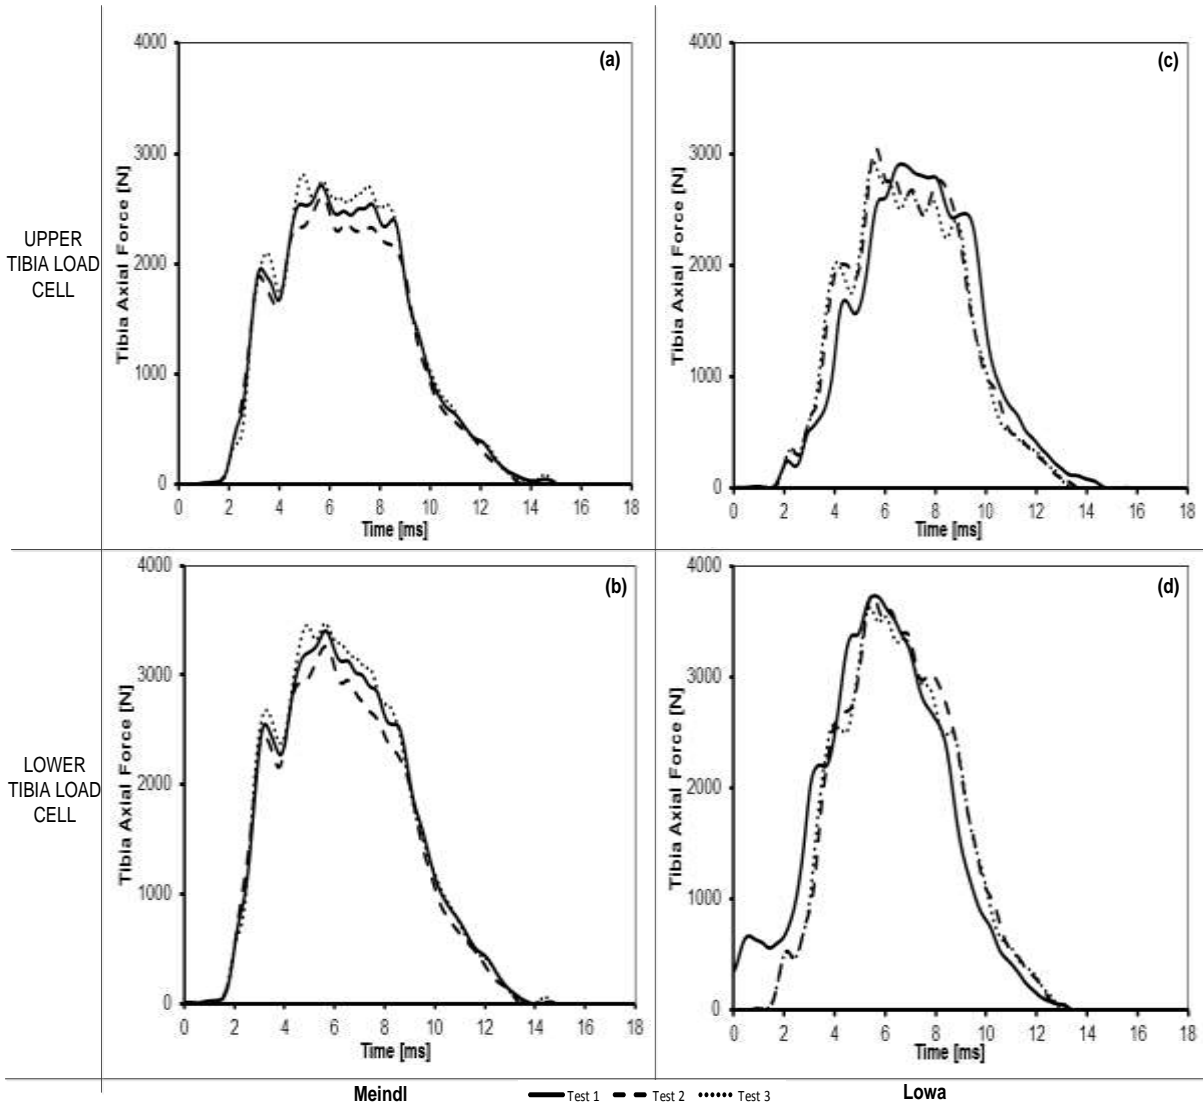 4000
(a)
3000
2000
1000
0
Tibia Axial Force [N]
0 2 4 6 8 10 12 14 16 18
Time [ms]
4000
(c)
3000
2000
1000
0
Tibia Axial Force [N]
0 2 4 6 8 10 12 14 16 18
Time [ms]
UPPER
TIBIA LOAD
CELL
4000
(b)
3000
2000
1000
0
Tibia Axial Force [N]
0 2 4 6 8 10 12 14 16 18
Time [ms]
4000
(d)
3000
2000
1000
0
Tibia Axial Force [N]
0 2 4 6 8 10 12 14 16 18
Time [ms]
LOWER
TIBIA LOAD
CELL
Meindl
Test 1 Test 2 Test 3
Lowa